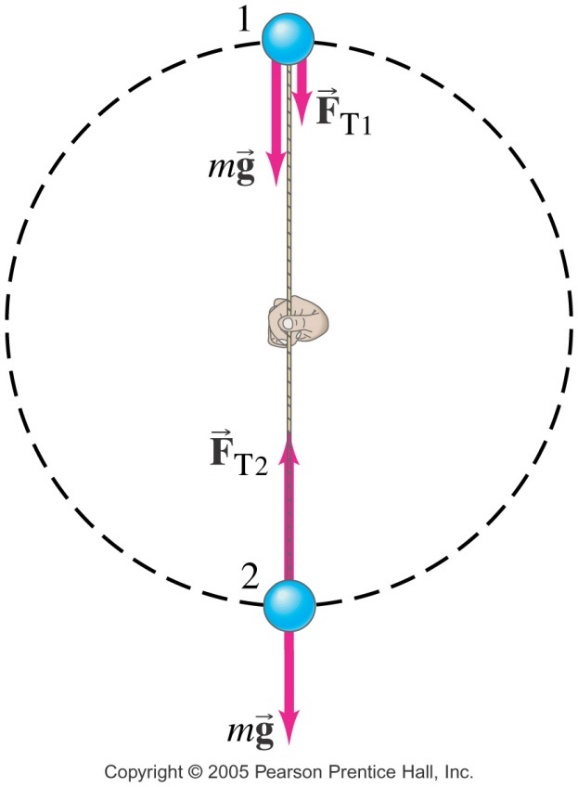 1
F⃗T1
mg⃗
F⃗T2
2
mg⃗
Copyright © 2005 Pearson Prentice Hall, Inc.